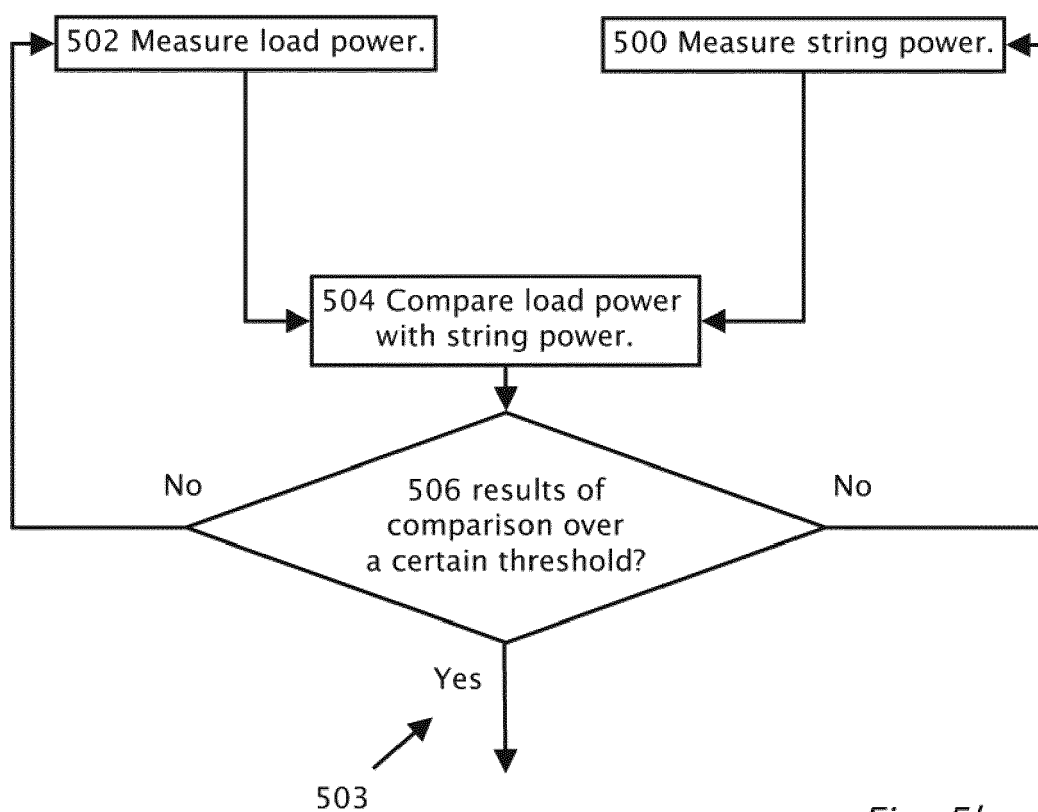 502 Measure load power.
500 Measure string power.
504 Compare load power
with string power.
No
506 results of
comparison over
a certain threshold?
No
Yes
503